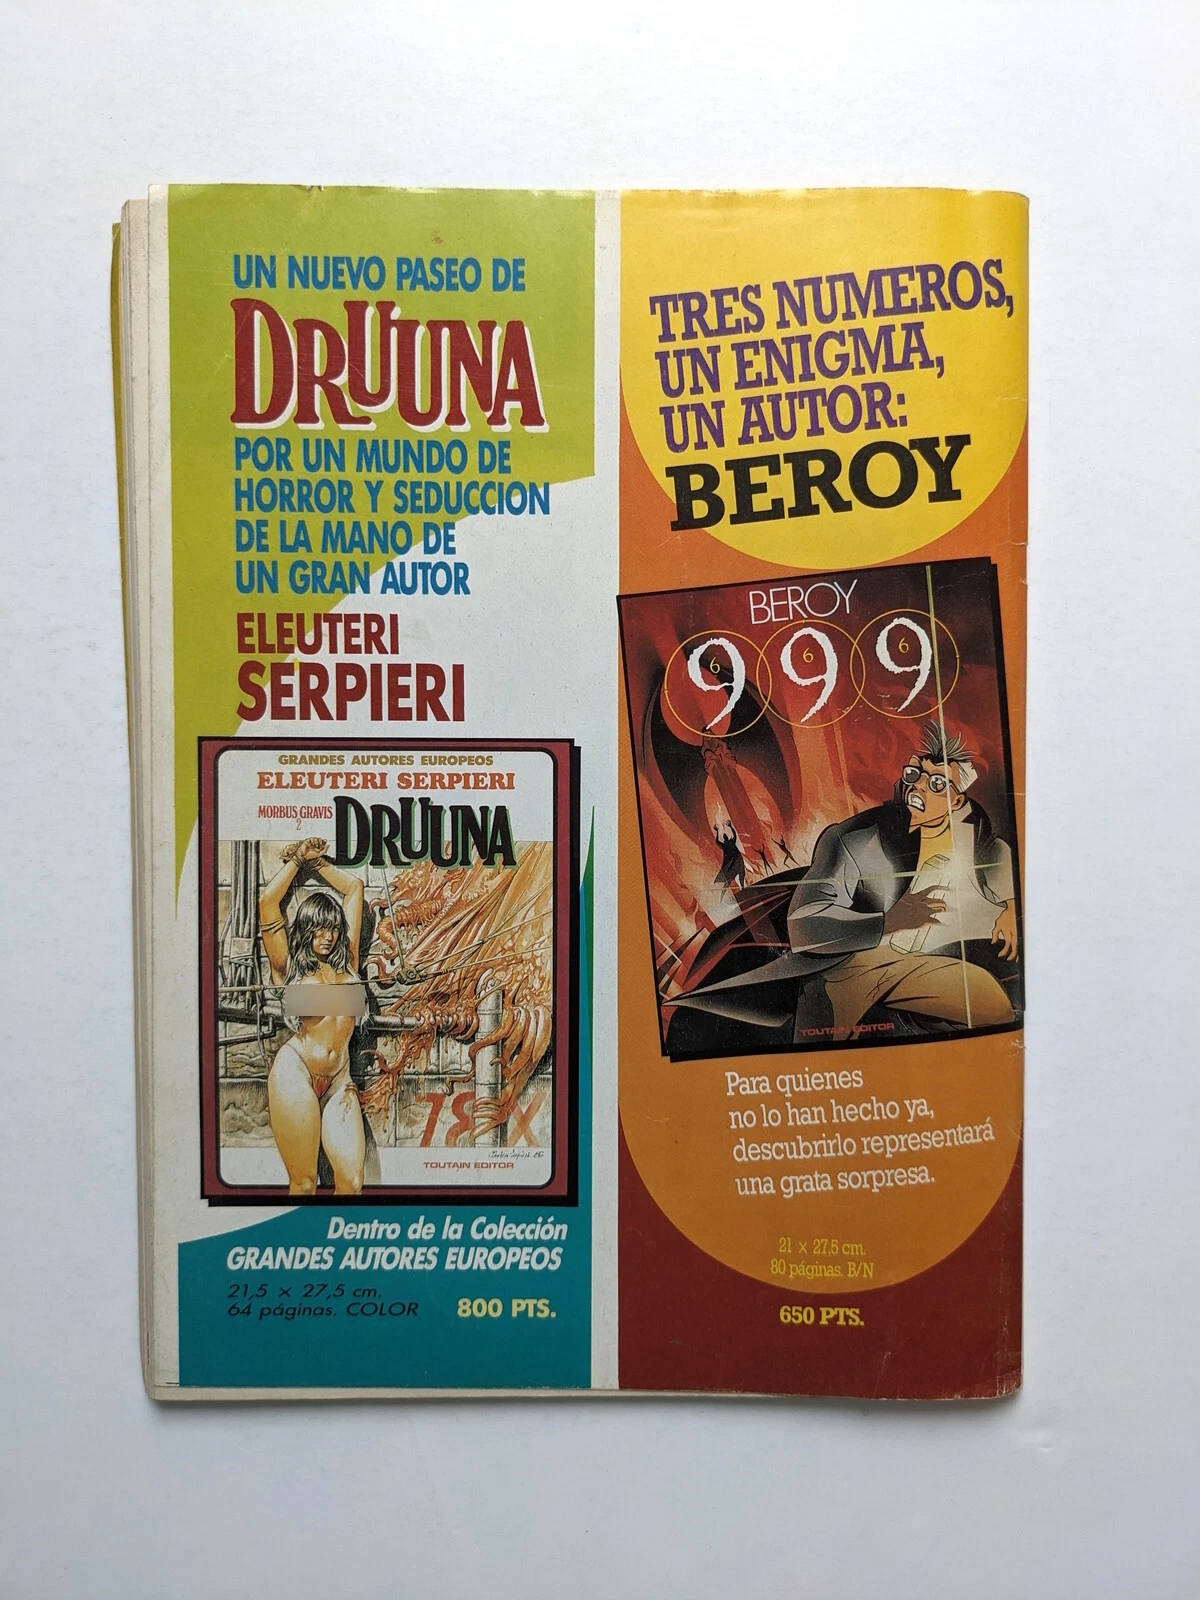 UN NUEVO PASEO DE
DRUUNA
POR UN MUNDO DE
HORROR Y SEDUCCION
DE LA MANO DE
UN GRAN AUTOR
ELEUTERI
SERPIERI
GRANDES AUTORES EUROPEOS
ELEUTERI SERPIERI
MORBUS GRAVIS
2
DRUUNA
78X
TOUTAIN EDITOR
Dentro de la Colección
GRANDES AUTORES EUROPEOS
21,5 × 27,5 cm.
64 páginas. COLOR
800 PTS.
TRES NUMEROS,
UN ENIGMA,
UN AUTOR:
BEROY
BEROY
999
6 6 6
TOUTAIN EDITOR
Para quienes
no lo han hecho ya,
descubrirlo representará
una grata sorpresa.
21 × 27,5 cm.
80 páginas. B/N
650 PTS.